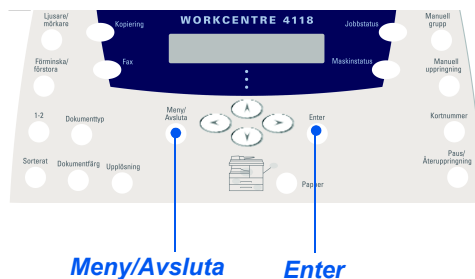 WORKCENTRE 4118
Ljusare/
mörkare
Kopiering
Jobbstatus
Manuell
grupp
Förminska/
förstora
Fax
Maskinstatus
Manuell
uppringning
Meny/
Avsluta
Enter
1-2
Dokumenttyp
Kortnummer
Sorterat
Dokumentfärg
Upplösning
Papper
Paus/
Återuppringning
Meny/Avsluta
Enter